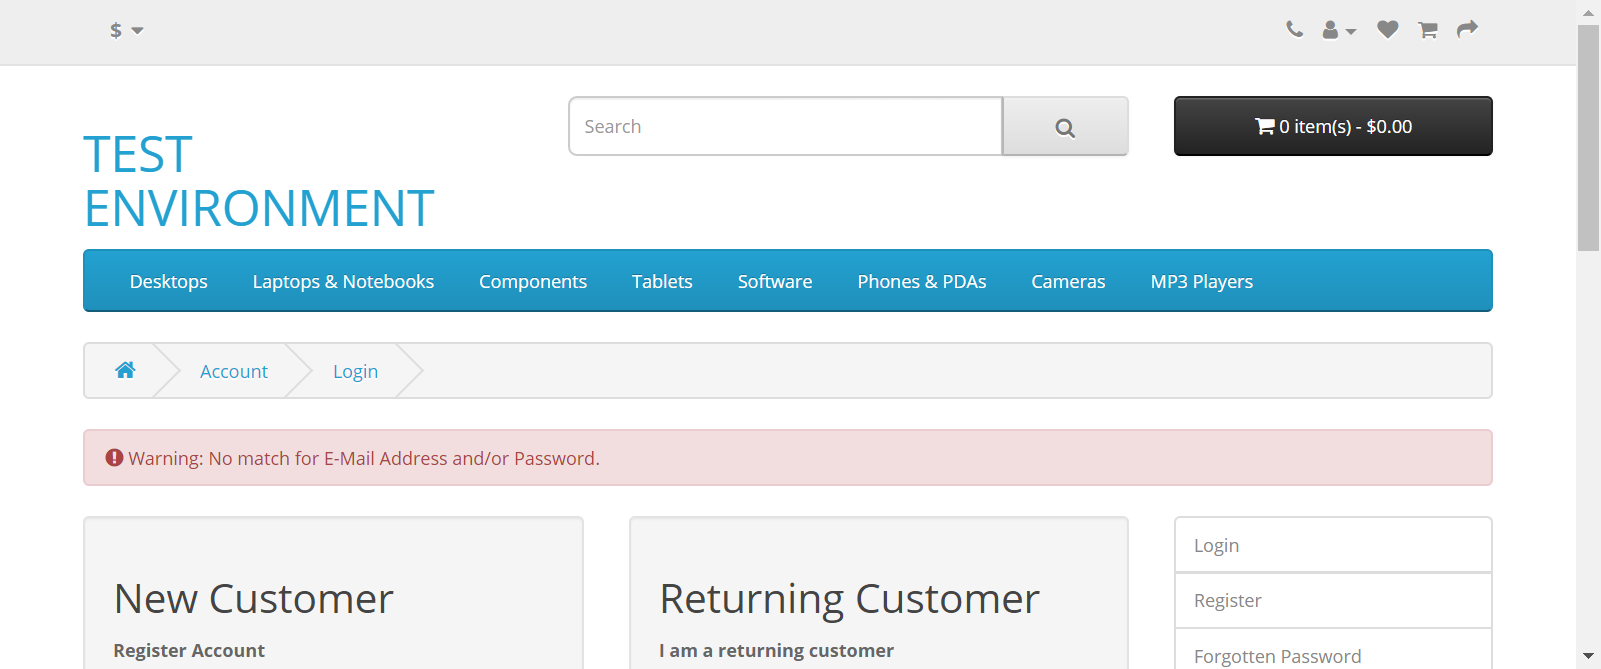 $
Search
0 item(s) - $0.00
TEST
ENVIRONMENT
Desktops Laptops & Notebooks Components Tablets Software Phones & PDAs Cameras MP3 Players
Account Login
Warning: No match for E-Mail Address and/or Password.
New Customer
Register Account
Returning Customer
I am a returning customer
Login
Register
Forgotten Password